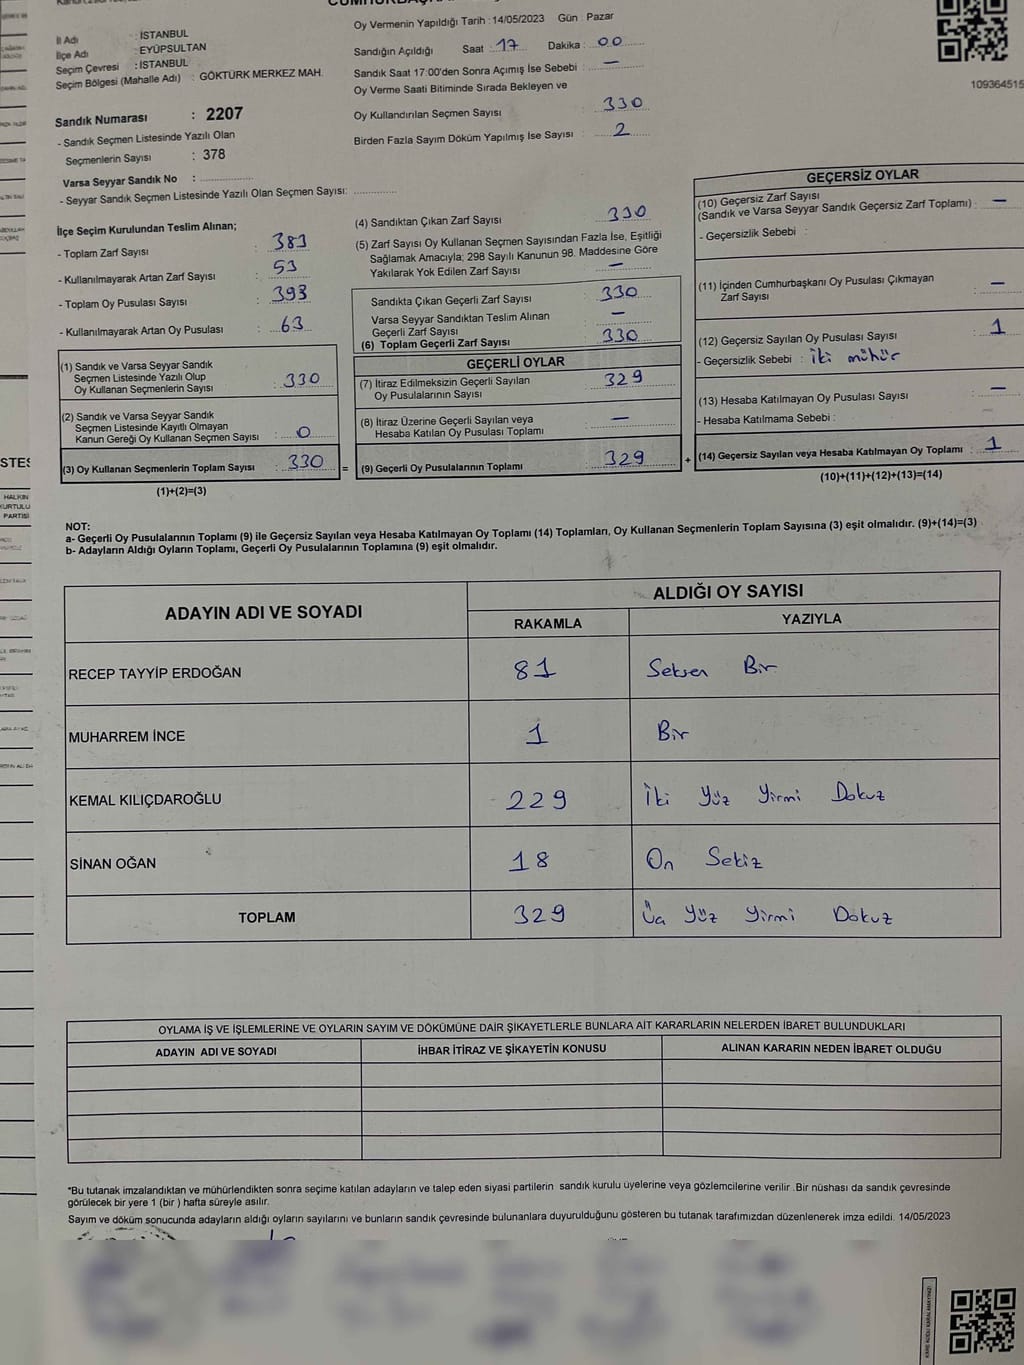 Oy Vermenin Yapıldığı Tarih : 14/05/2023 Gün : Pazar
İl Adı : İSTANBUL
İlçe Adı : EYÜPSULTAN
Seçim Çevresi : İSTANBUL
Seçim Bölgesi (Mahalle Adı) : GÖKTÜRK MERKEZ MAH.
Sandığın Açıldığı Saat : 17 Dakika : 00
Sandık Saat 17:00'den Sonra Açımış İse Sebebi : —
Oy Verme Saati Bitiminde Sırada Bekleyen ve
Oy Kullandırılan Seçmen Sayısı : 330
Birden Fazla Sayım Döküm Yapılmış İse Sayısı : 2
109364515
Sandık Numarası : 2207
- Sandık Seçmen Listesinde Yazılı Olan
Seçmenlerin Sayısı : 378
Varsa Seyyar Sandık No :
- Seyyar Sandık Seçmen Listesinde Yazılı Olan Seçmen Sayısı:
İlçe Seçim Kurulundan Teslim Alınan;
- Toplam Zarf Sayısı : 383
- Kullanılmayarak Artan Zarf Sayısı : 53
- Toplam Oy Pusulası Sayısı : 393
- Kullanılmayarak Artan Oy Pusulası : 63
(1) Sandık ve Varsa Seyyar Sandık
Seçmen Listesinde Yazılı Olup
Oy Kullanan Seçmenlerin Sayısı : 330
(2) Sandık ve Varsa Seyyar Sandık
Seçmen Listesinde Kayıtlı Olmayan
Kanun Gereği Oy Kullanan Seçmen Sayısı : 0
(3) Oy Kullanan Seçmenlerin Toplam Sayısı : 330
(1)+(2)=(3)
=
(4) Sandıktan Çıkan Zarf Sayısı : 330
(5) Zarf Sayısı Oy Kullanan Seçmen Sayısından Fazla İse, Eşitliği
Sağlamak Amacıyla; 298 Sayılı Kanunun 98. Maddesine Göre
Yakılarak Yok Edilen Zarf Sayısı : —
Sandıkta Çıkan Geçerli Zarf Sayısı : 330
Varsa Seyyar Sandıktan Teslim Alınan
Geçerli Zarf Sayısı : —
(6) Toplam Geçerli Zarf Sayısı : 330
GEÇERLİ OYLAR
(7) İtiraz Edilmeksizin Geçerli Sayılan
Oy Pusulalarının Sayısı : 329
(8) İtiraz Üzerine Geçerli Sayılan veya
Hesaba Katılan Oy Pusulası Toplamı : —
(9) Geçerli Oy Pusulalarının Toplamı : 329
+
GEÇERSİZ OYLAR
(10) Geçersiz Zarf Sayısı
(Sandık ve Varsa Seyyar Sandık Geçersiz Zarf Toplamı) : —
- Geçersizlik Sebebi :
(11) İçinden Cumhurbaşkanı Oy Pusulası Çıkmayan
Zarf Sayısı : —
(12) Geçersiz Sayılan Oy Pusulası Sayısı : 1
- Geçersizlik Sebebi : iki mühür
(13) Hesaba Katılmayan Oy Pusulası Sayısı : —
- Hesaba Katılmama Sebebi :
(14) Geçersiz Sayılan veya Hesaba Katılmayan Oy Toplamı : 1
(10)+(11)+(12)+(13)=(14)
NOT:
a- Geçerli Oy Pusulalarının Toplamı (9) ile Geçersiz Sayılan veya Hesaba Katılmayan Oy Toplamı (14) Toplamları, Oy Kullanan Seçmenlerin Toplam Sayısına (3) eşit olmalıdır. (9)+(14)=(3)
b- Adayların Aldığı Oyların Toplamı, Geçerli Oy Pusulalarının Toplamına (9) eşit olmalıdır.
ADAYIN ADI VE SOYADI
ALDIĞI OY SAYISI
RAKAMLA YAZIYLA
RECEP TAYYİP ERDOĞAN 81 Seksen Bir
MUHARREM İNCE 1 Bir
KEMAL KILIÇDAROĞLU 229 İki Yüz Yirmi Dokuz
SİNAN OĞAN 18 On Sekiz
TOPLAM 329 Üç Yüz Yirmi Dokuz
OYLAMA İŞ VE İŞLEMLERİNE VE OYLARIN SAYIM VE DÖKÜMÜNE DAİR ŞİKAYETLERLE BUNLARA AİT KARARLARIN NELERDEN İBARET BULUNDUKLARI
ADAYIN ADI VE SOYADI İHBAR İTİRAZ VE ŞİKAYETİN KONUSU ALINAN KARARIN NEDEN İBARET OLDUĞU
*Bu tutanak imzalandıktan ve mühürlendikten sonra seçime katılan adayların ve talep eden siyasi partilerin sandık kurulu üyelerine veya gözlemcilerine verilir. Bir nüshası da sandık çevresinde
görülecek bir yere 1 (bir) hafta süreyle asılır.
Sayım ve döküm sonucunda adayların aldığı oyların sayılarını ve bunların sandık çevresinde bulunanlara duyurulduğunu gösteren bu tutanak tarafımızdan düzenlenerek imza edildi. 14/05/2023
HALKIN
KURTULU
PARTİSİ